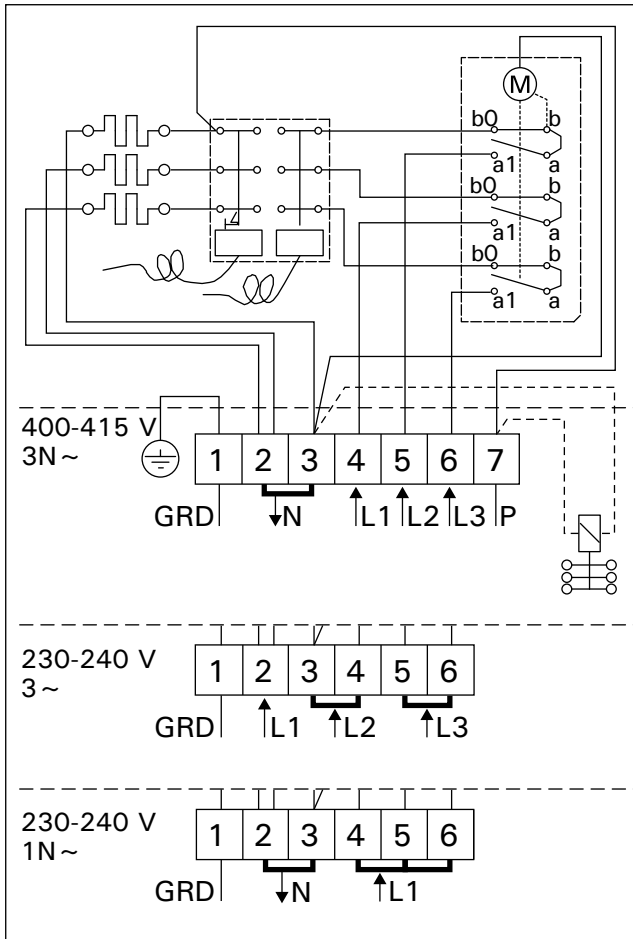 M
b0 b
a1 a
b0 b
a1 a
b0 b
a1 a
400-415 V
3N~
1 2 3 4 5 6 7
GRD N L1 L2 L3 P
230-240 V
3~
1 2 3 4 5 6
GRD L1 L2 L3
230-240 V
1N~
1 2 3 4 5 6
GRD N L1